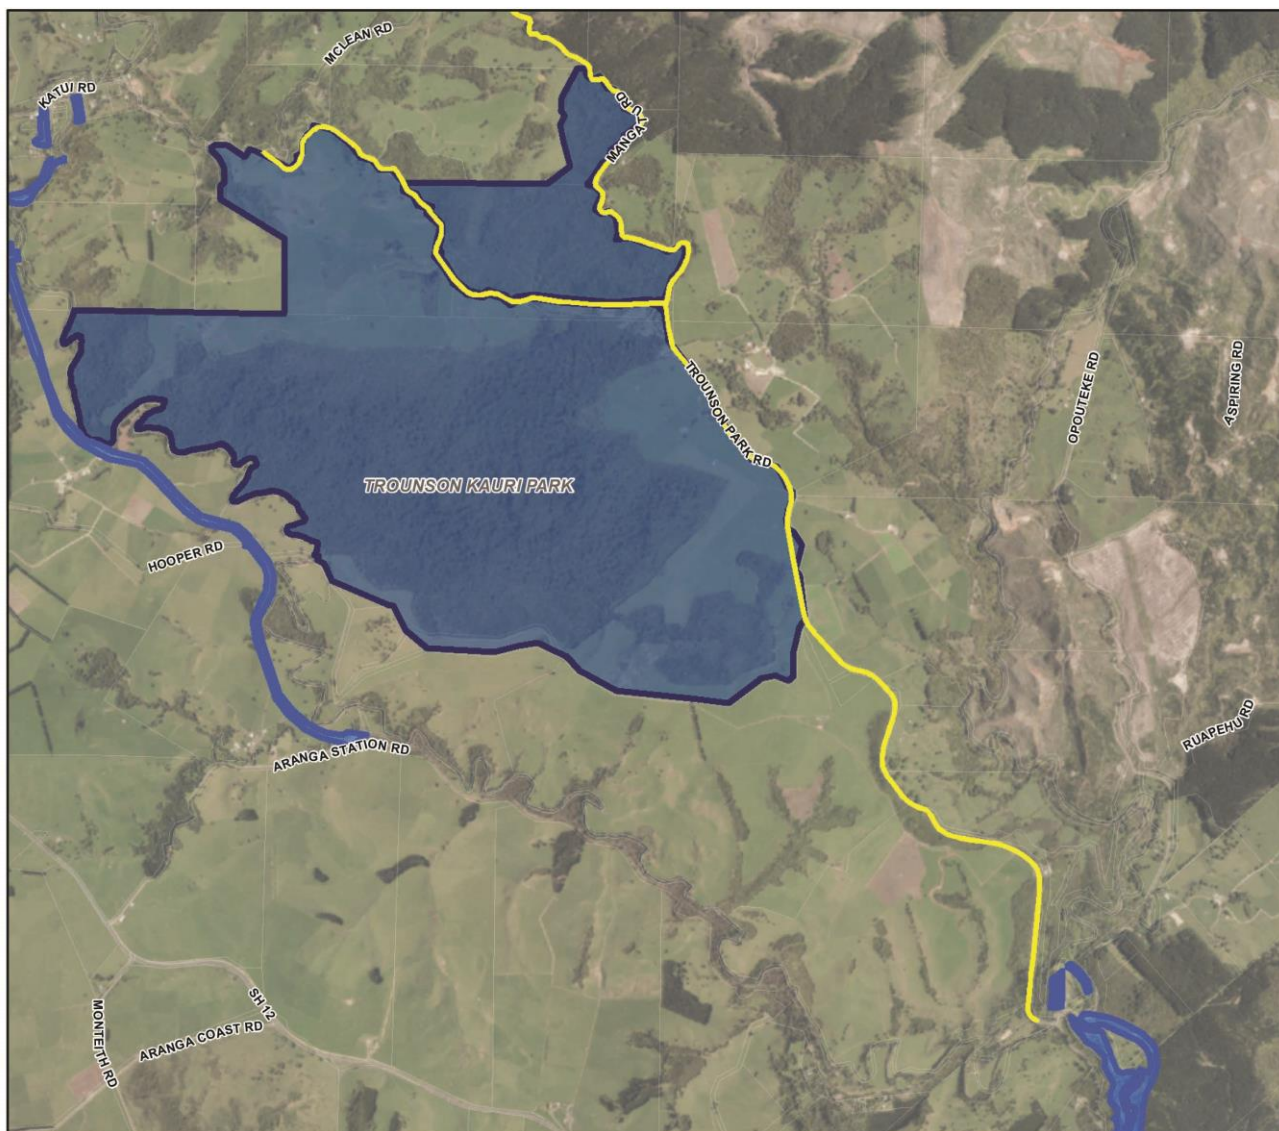 MCLEAN RD
KATUI RD
MANGATU RD
TROUNSON PARK RD
OPOUTEKE RD
ASPIRING RD
TROUNSON KAURI PARK
HOOPER RD
RUAPEHU RD
ARANGA STATION RD
SH 12
MONTEITH RD
ARANGA COAST RD